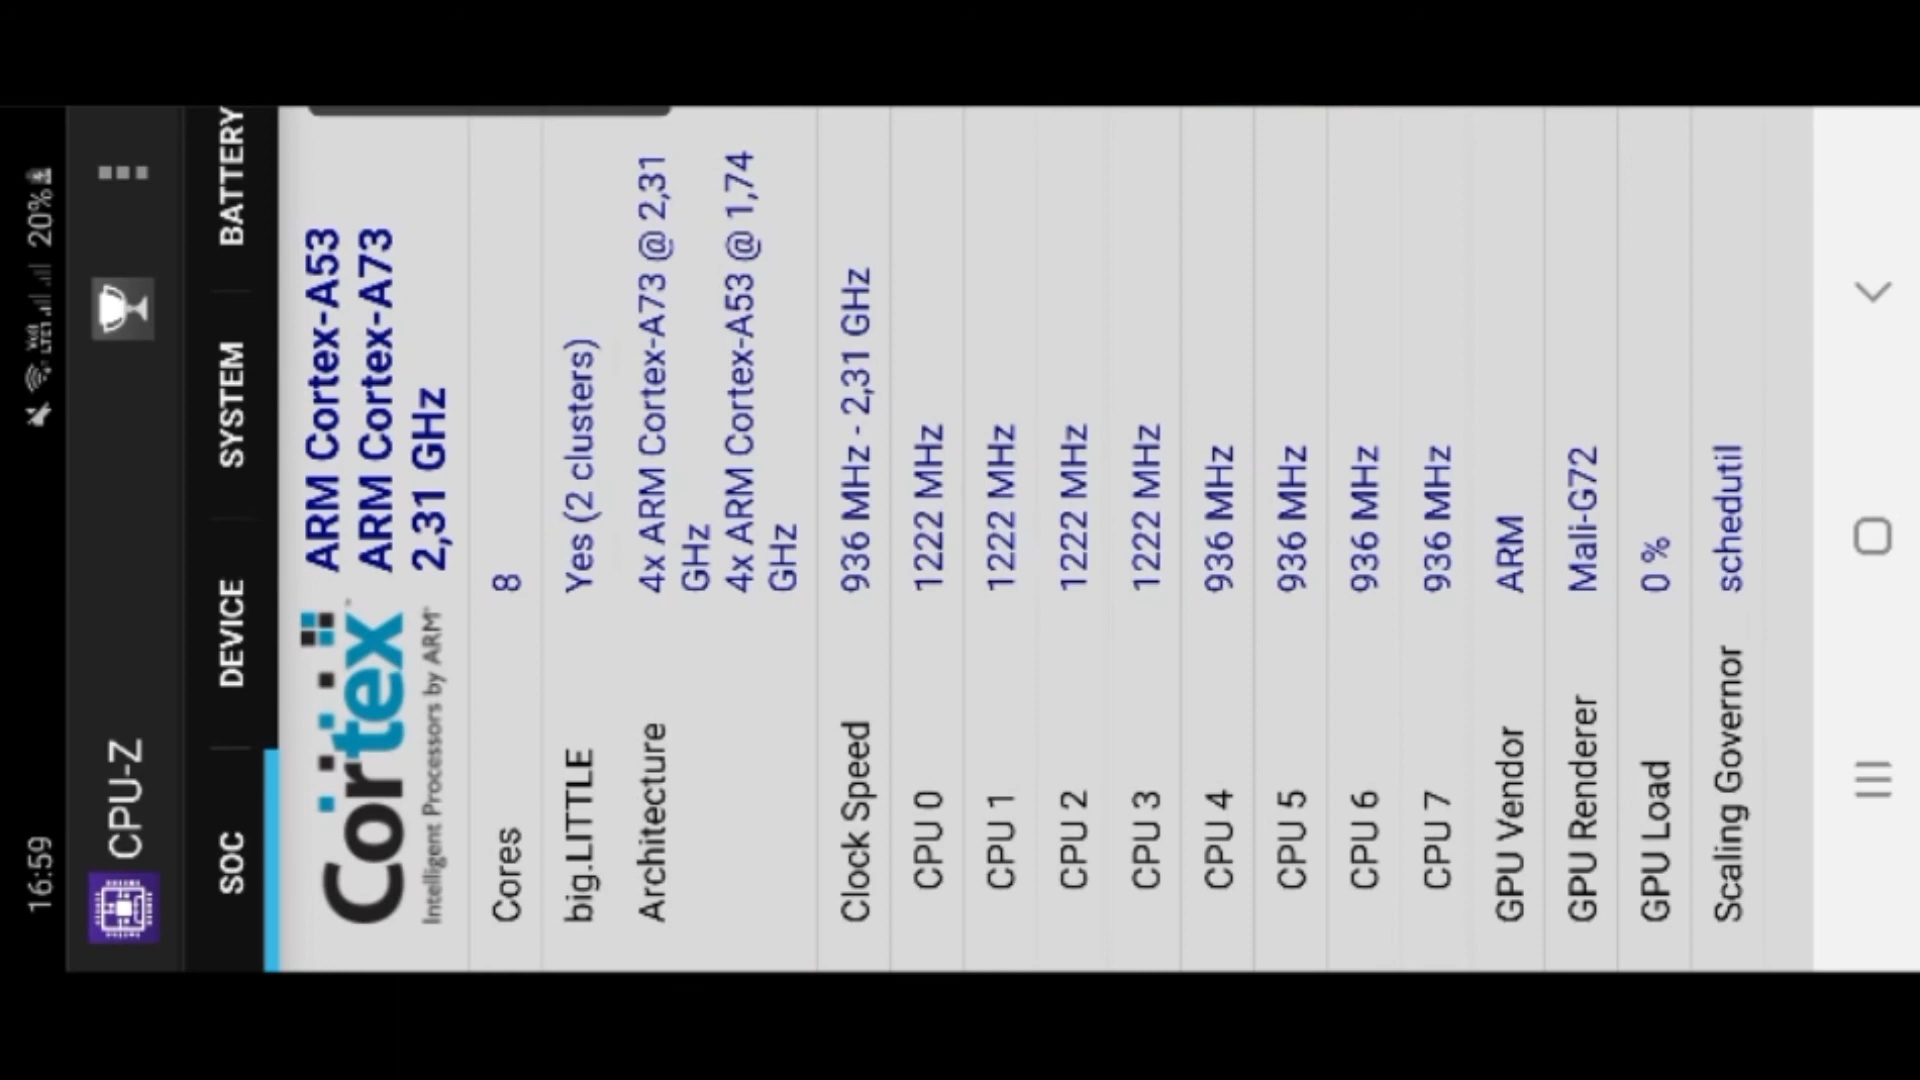 16:59
VoLTE1 20%
CPU-Z
SOC DEVICE SYSTEM BATTERY
Cortex
Intelligent Processors by ARM
ARM Cortex-A53
ARM Cortex-A73
2,31 GHz
Cores 8
big.LITTLE Yes (2 clusters)
Architecture 4x ARM Cortex-A73 @ 2,31
GHz
4x ARM Cortex-A53 @ 1,74
GHz
Clock Speed 936 MHz - 2,31 GHz
CPU 0 1222 MHz
CPU 1 1222 MHz
CPU 2 1222 MHz
CPU 3 1222 MHz
CPU 4 936 MHz
CPU 5 936 MHz
CPU 6 936 MHz
CPU 7 936 MHz
GPU Vendor ARM
GPU Renderer Mali-G72
GPU Load 0 %
Scaling Governor schedutil